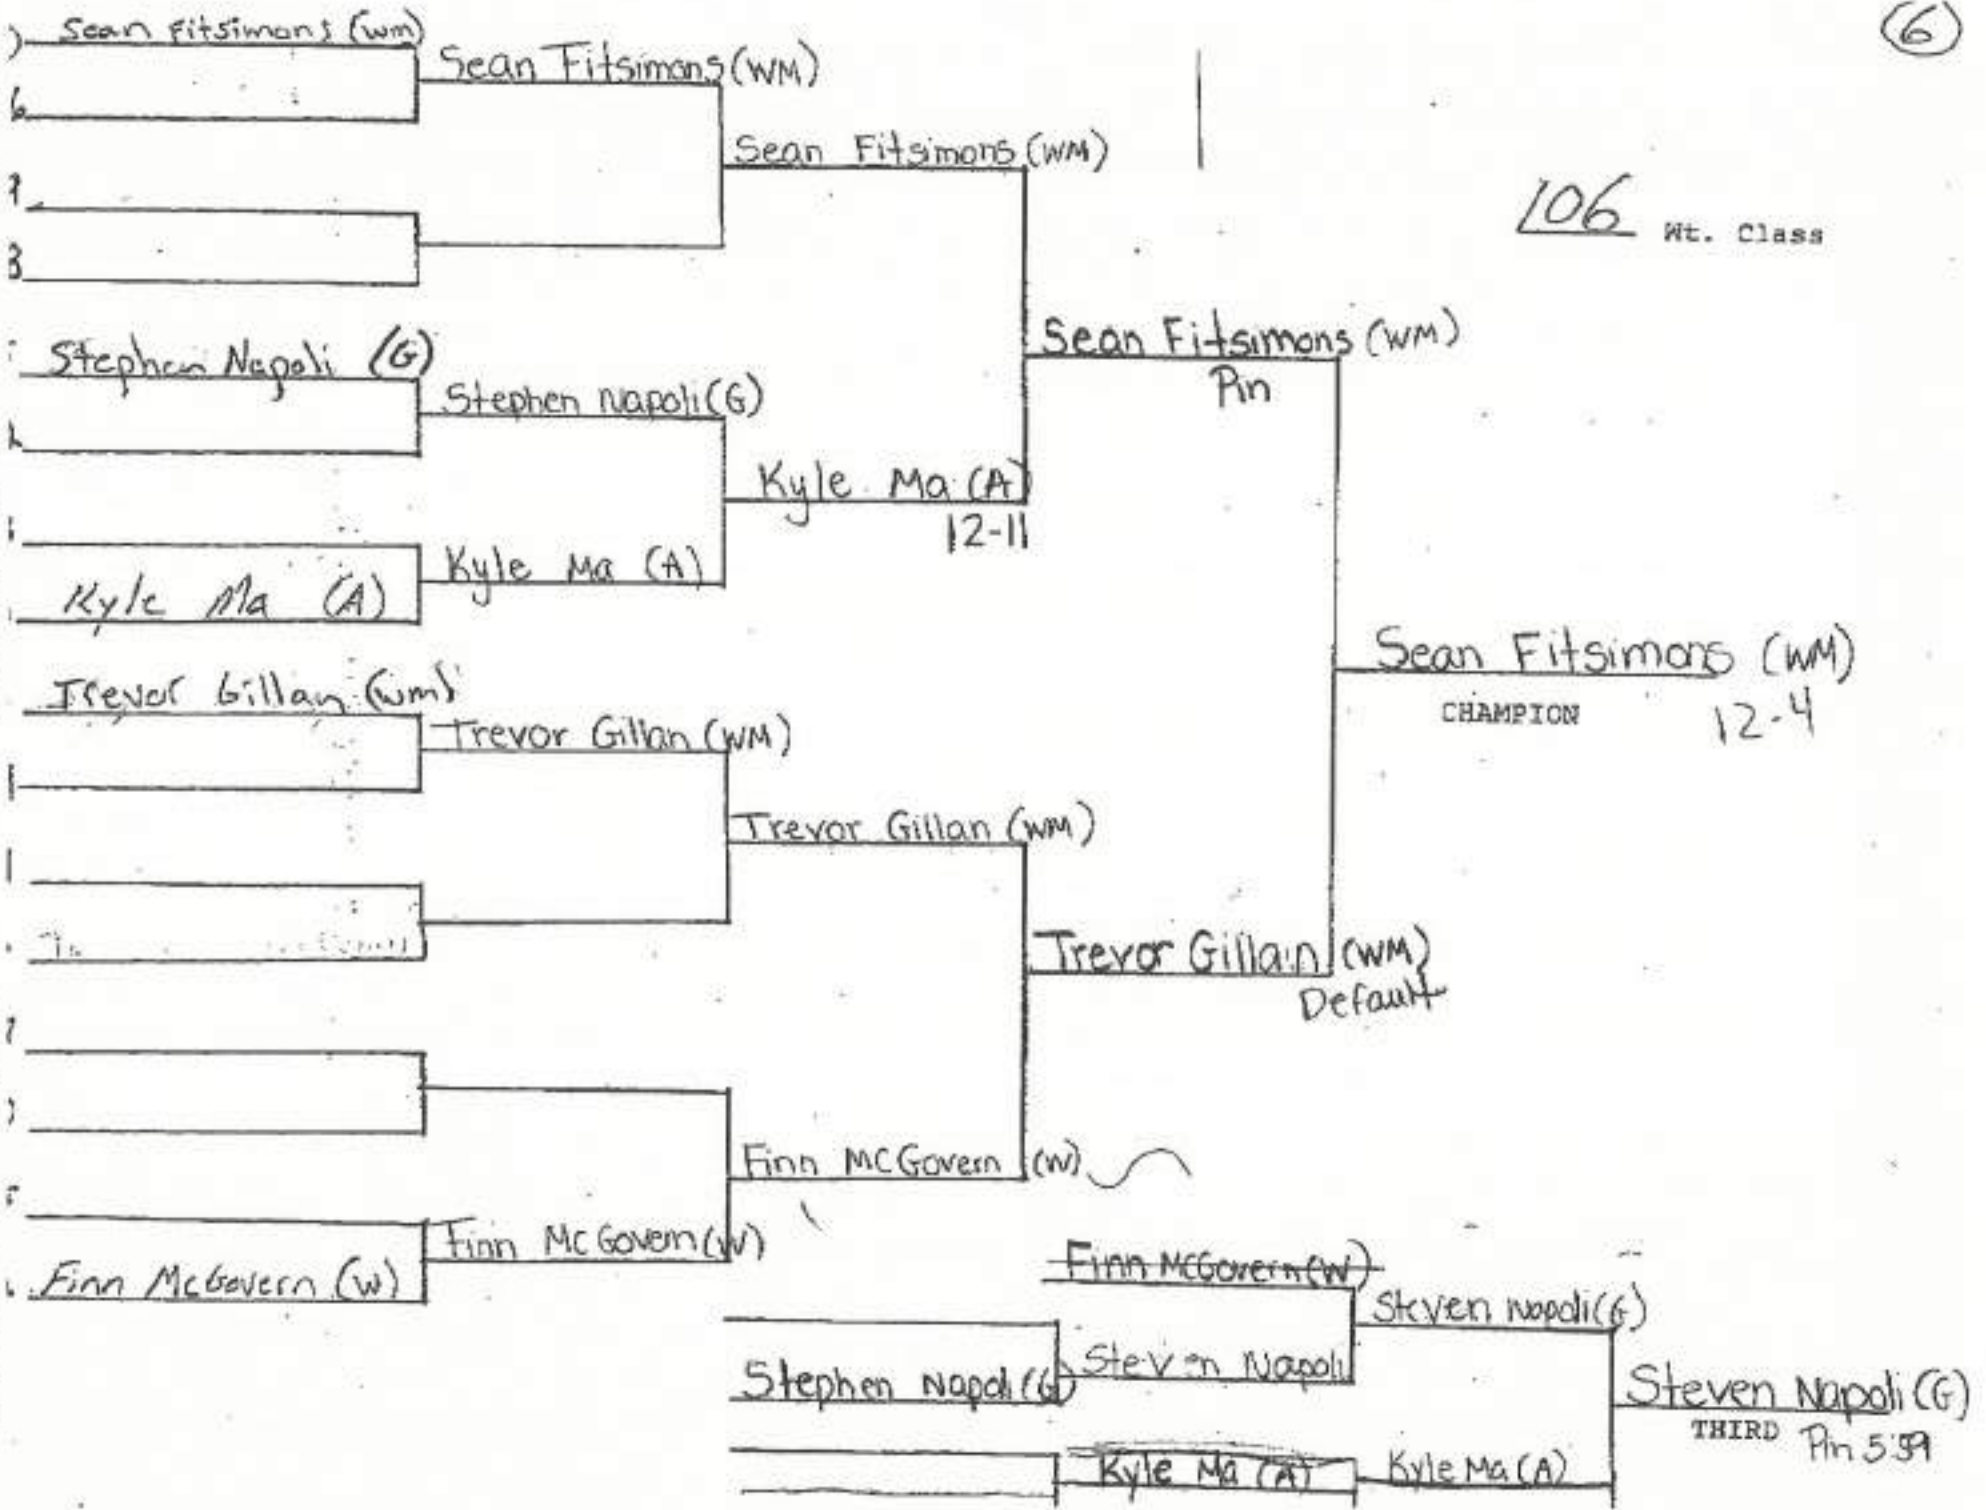 (6)
Sean Fitsimons (WM)
Sean Fitsimons (WM)
6
Sean Fitsimons (WM)
106 Wt. Class
Sean Fitsimons (WM)
Pin
Stephen Napoli (G)
Stephen Napoli (G)
Kyle Ma (A)
12-11
Kyle Ma (A)
Kyle Ma (A)
Sean Fitsimons (WM)
CHAMPION
12-4
Trevor Gillan (WM)
Trevor Gillan (WM)
Trevor Gillan (WM)
Trevor Gillain (WM)
Default
Finn McGovern (W)
Finn McGovern (W)
Finn McGovern (W)
Finn McGovern (W)
Steven Napoli (G)
Steven Napoli
Stephen Napoli (G)
Steven Napoli (G)
THIRD
Pin 5:59
Kyle Ma (A)
Kyle Ma (A)